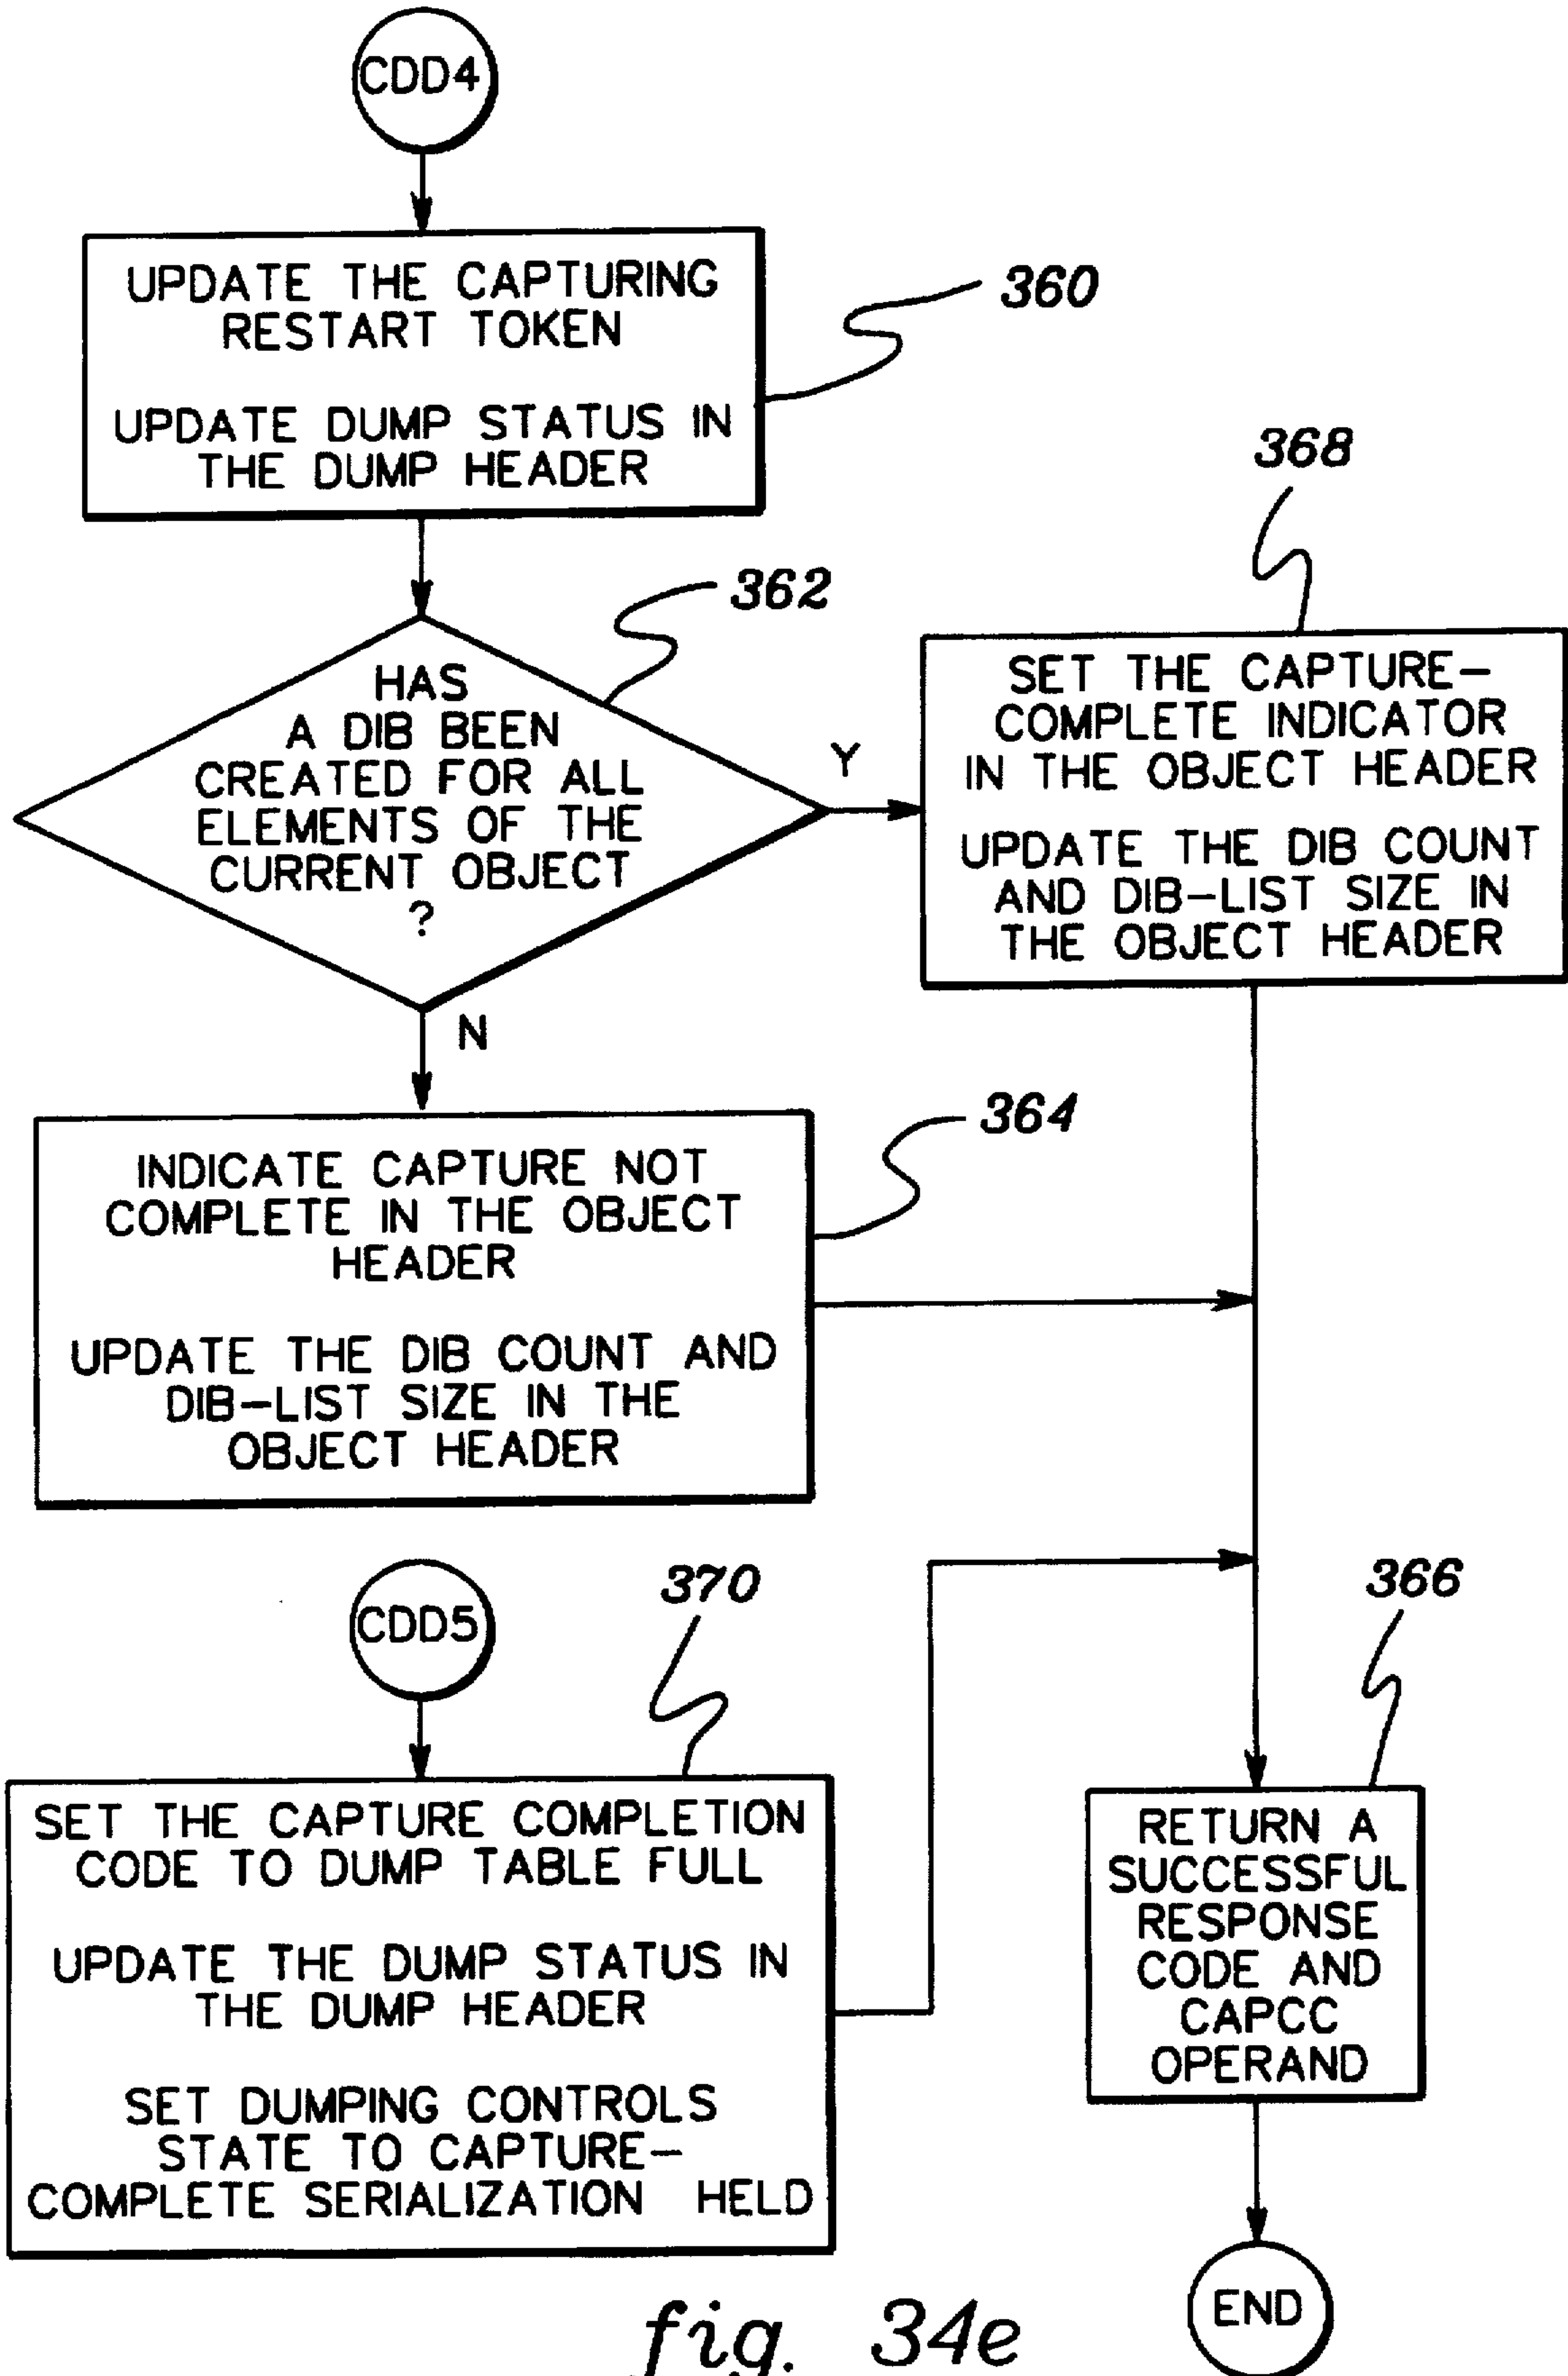 CDD4
UPDATE THE CAPTURING
RESTART TOKEN
UPDATE DUMP STATUS IN
THE DUMP HEADER
360
362
HAS
A DIB BEEN
CREATED FOR ALL
ELEMENTS OF THE
CURRENT OBJECT
?
Y
N
368
SET THE CAPTURE-
COMPLETE INDICATOR
IN THE OBJECT HEADER
UPDATE THE DIB COUNT
AND DIB-LIST SIZE IN
THE OBJECT HEADER
364
INDICATE CAPTURE NOT
COMPLETE IN THE OBJECT
HEADER
UPDATE THE DIB COUNT AND
DIB-LIST SIZE IN THE
OBJECT HEADER
CDD5
370
SET THE CAPTURE COMPLETION
CODE TO DUMP TABLE FULL
UPDATE THE DUMP STATUS IN
THE DUMP HEADER
SET DUMPING CONTROLS
STATE TO CAPTURE-
COMPLETE SERIALIZATION HELD
366
RETURN A
SUCCESSFUL
RESPONSE
CODE AND
CAPCC
OPERAND
END
fig. 34e